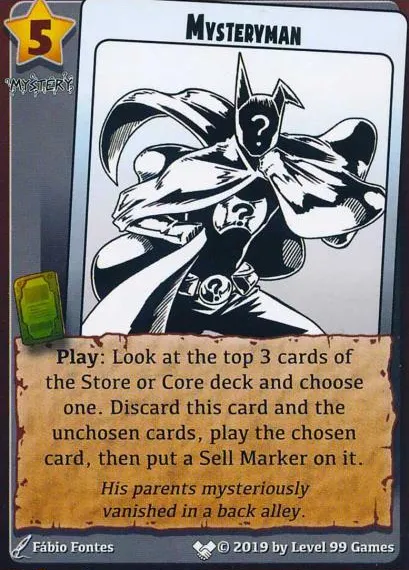 5
MYSTERYMAN
MYSTERY
?
?
?
Play: Look at the top 3 cards of
the Store or Core deck and choose
one. Discard this card and the
unchosen cards, play the chosen
card, then put a Sell Marker on it.
His parents mysteriously
vanished in a back alley.
Fábio Fontes
© 2019 by Level 99 Games